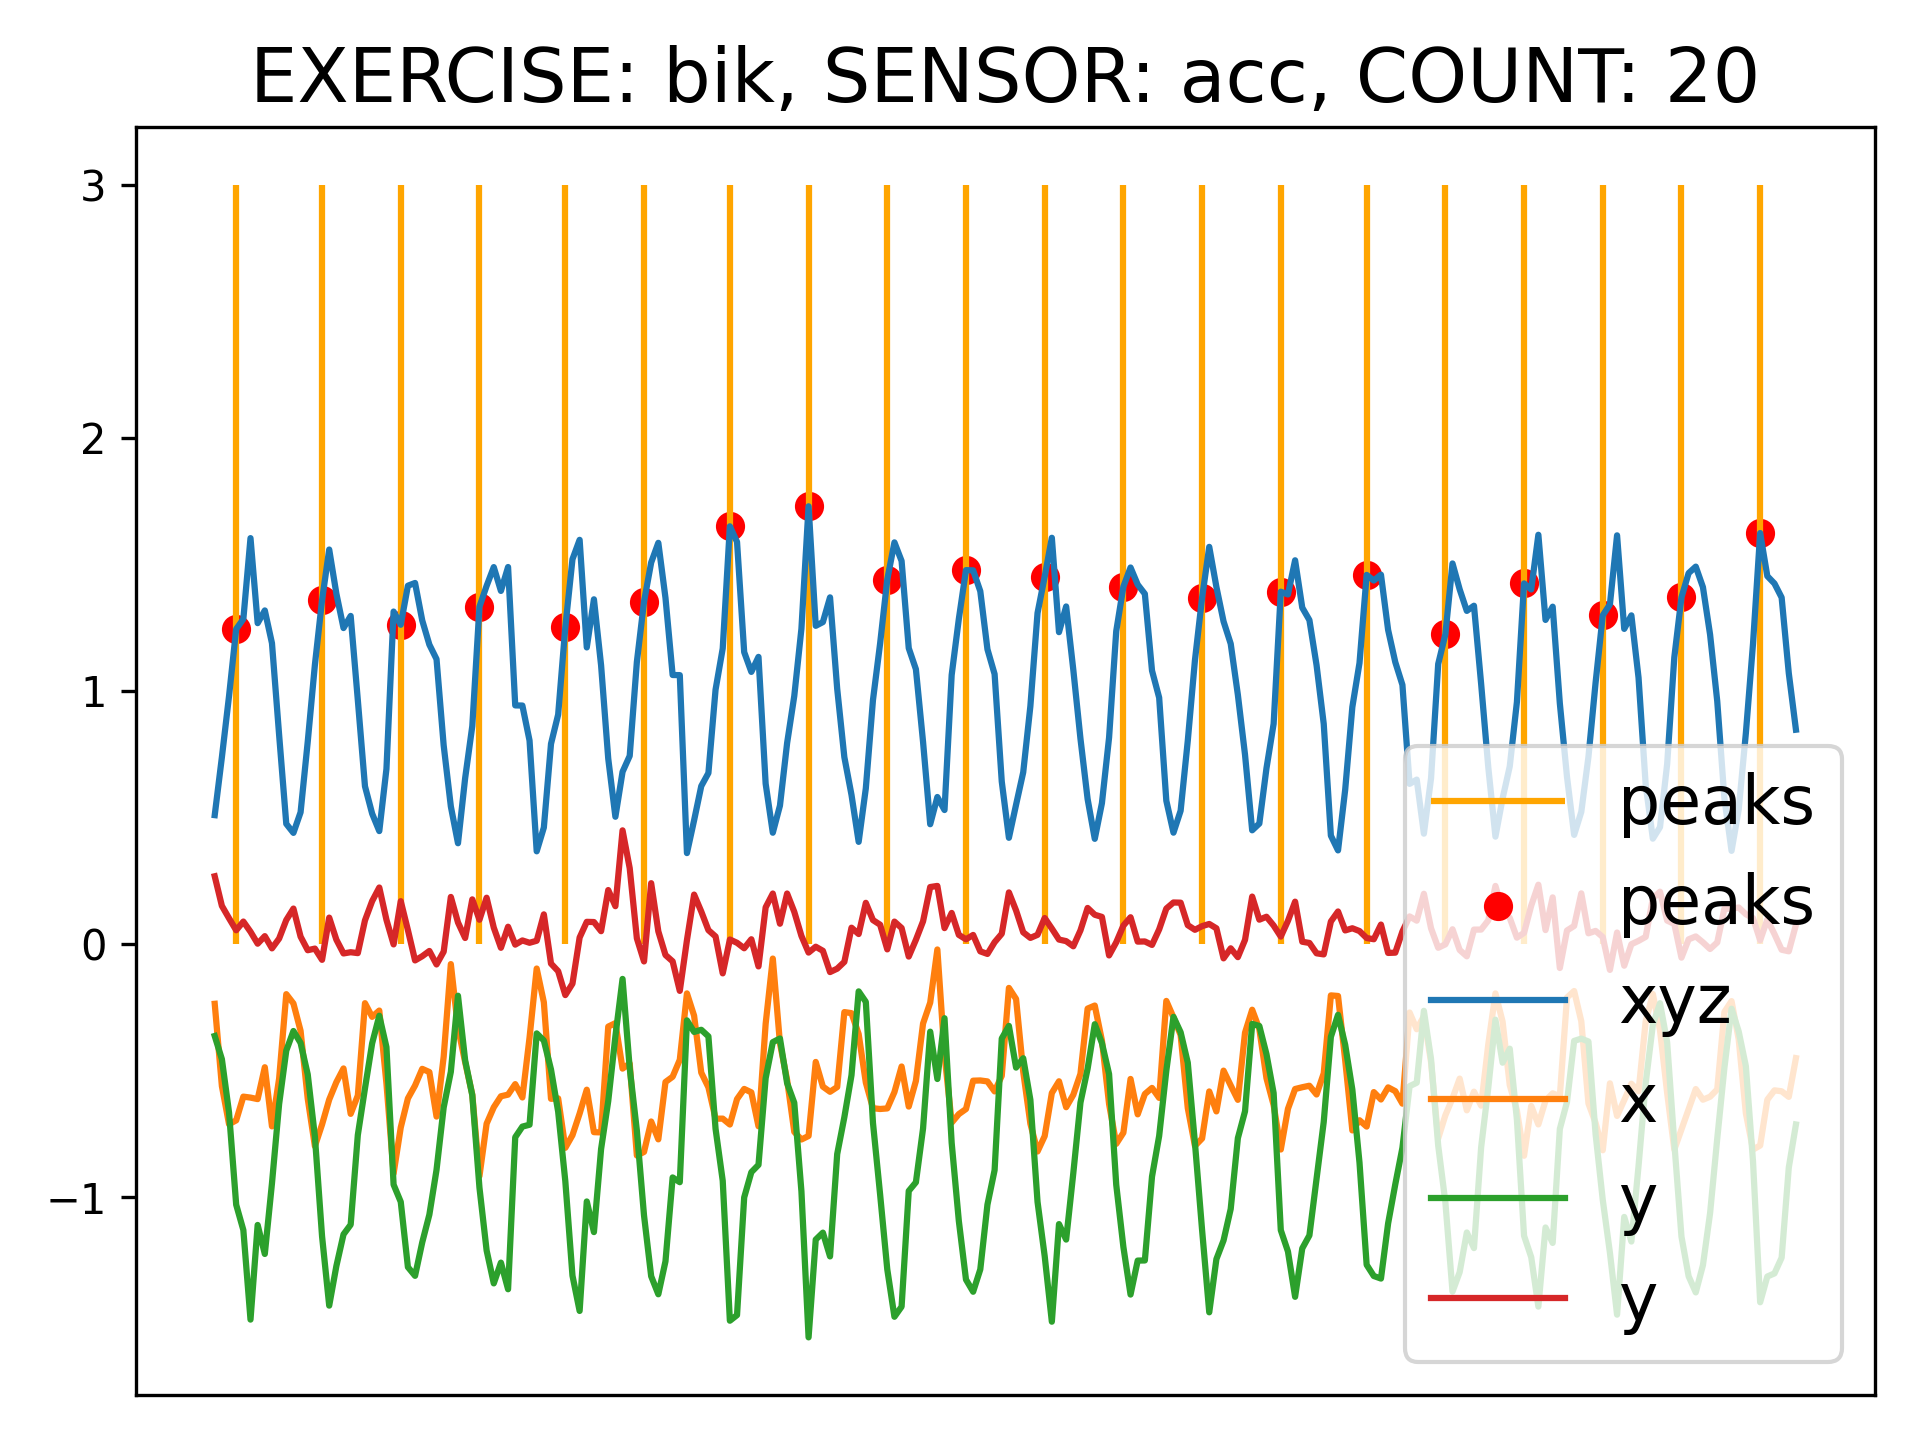 EXERCISE: bik, SENSOR: acc, COUNT: 20
3
2
1
0
−1
peaks
peaks
xyz
x
y
y